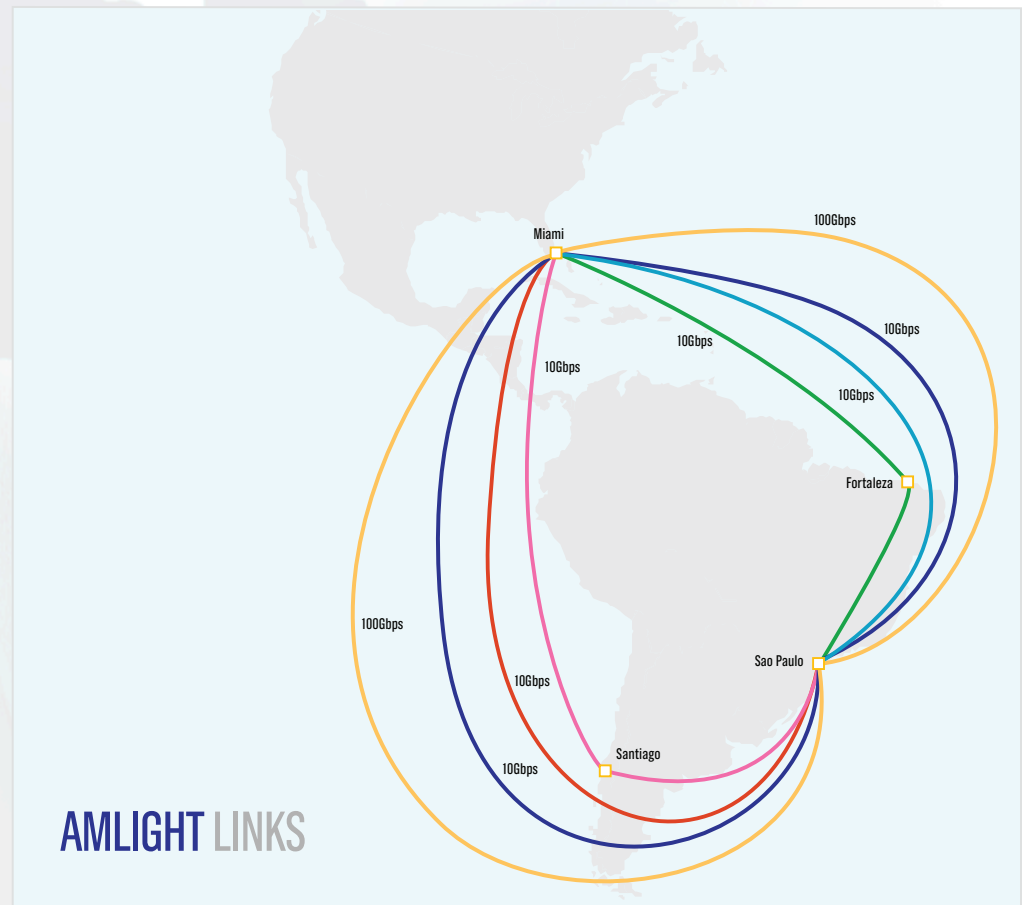 100Gbps
Miami
10Gbps
10Gbps
10Gbps
10Gbps
Fortaleza
100Gbps
Sao Paulo
10Gbps
Santiago
10Gbps
AMLIGHT LINKS